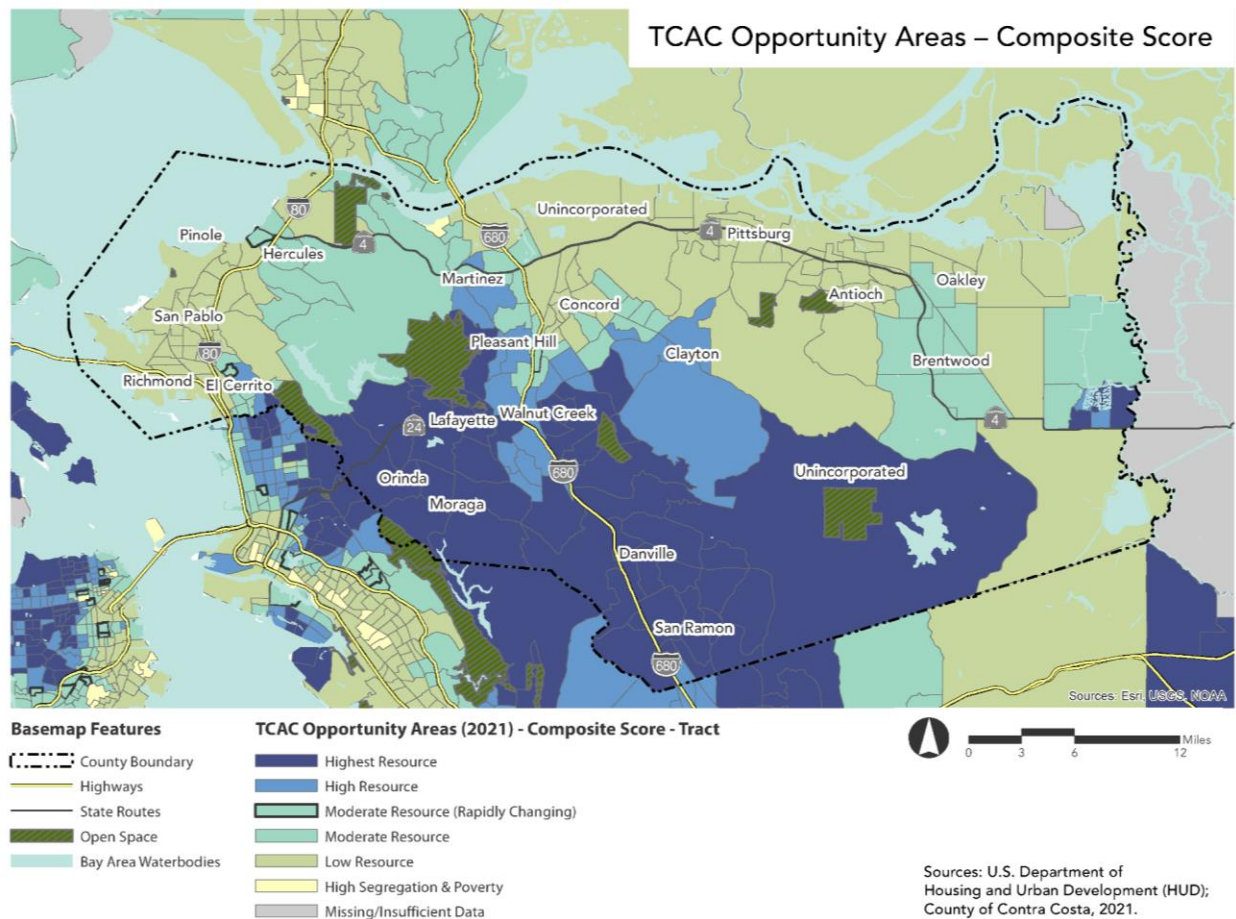 TCAC Opportunity Areas – Composite Score
80
Unincorporated
Pinole
4
680
4
Pittsburg
Hercules
Martinez
Oakley
Concord
Antioch
San Pablo
Pleasant Hill
Clayton
80
Brentwood
Richmond
El Cerrito
Walnut Creek
24
Lafayette
4
680
Unincorporated
Orinda
Moraga
Danville
San Ramon
680
Sources: Esri, USGS, NOAA
Basemap Features
County Boundary
Highways
State Routes
Open Space
Bay Area Waterbodies
TCAC Opportunity Areas (2021) - Composite Score - Tract
Highest Resource
High Resource
Moderate Resource (Rapidly Changing)
Moderate Resource
Low Resource
High Segregation & Poverty
Missing/Insufficient Data
Miles
0 3 6 12
Sources: U.S. Department of
Housing and Urban Development (HUD);
County of Contra Costa, 2021.